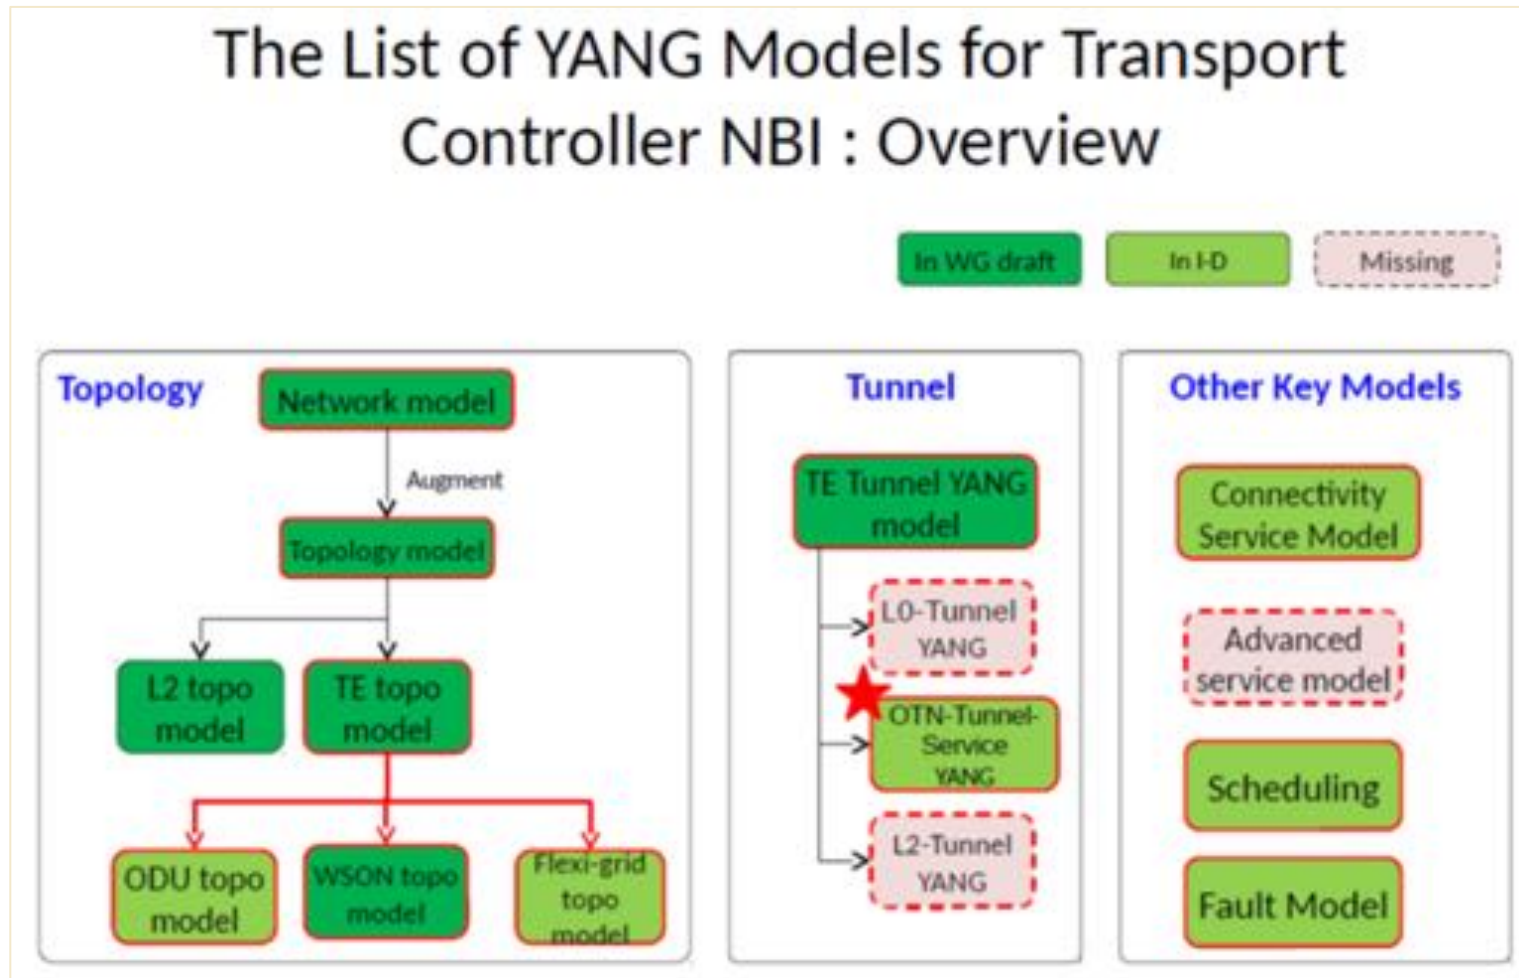 The List of YANG Models for Transport
Controller NBI : Overview
In WG draft
In I-D
Missing
Topology
Network model
Augment
Topology model
L2 topo
model
TE topo
model
ODU topo
model
WSON topo
model
Flexi-grid
topo
model
Tunnel
TE Tunnel YANG
model
L0-Tunnel
YANG
OTN-Tunnel-
Service
YANG
L2-Tunnel
YANG
Other Key Models
Connectivity
Service Model
Advanced
service model
Scheduling
Fault Model